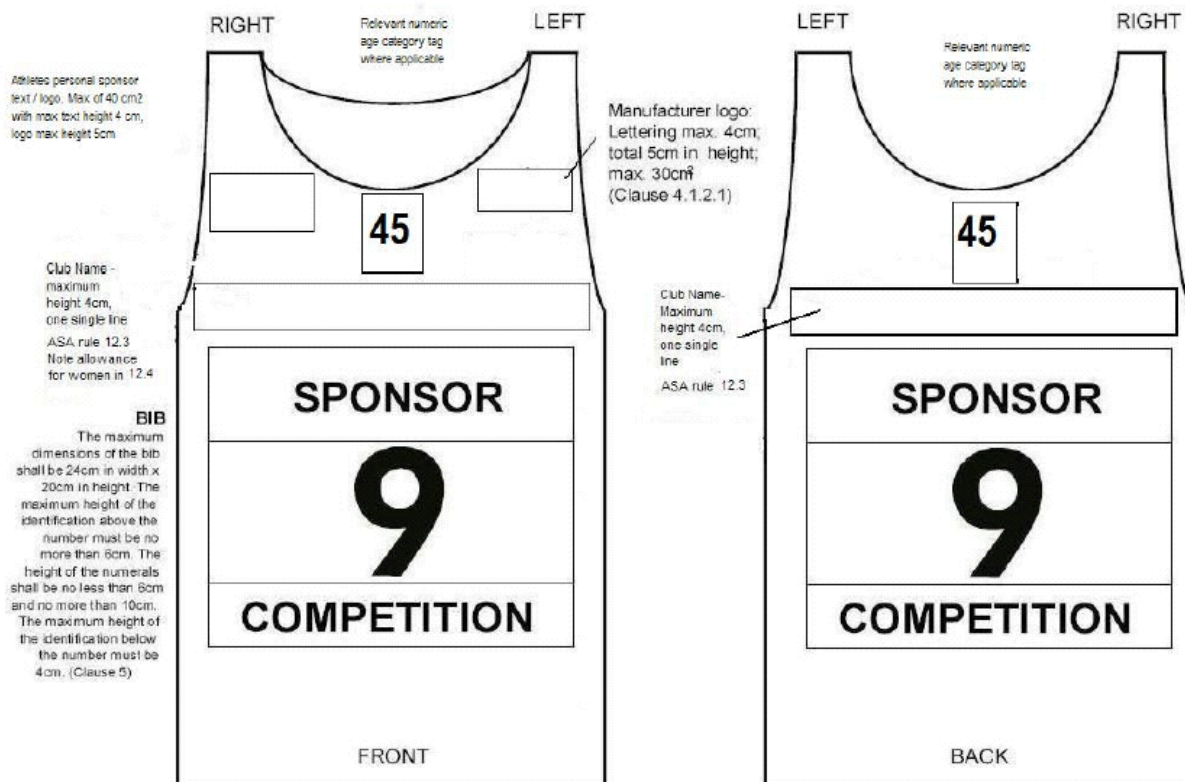 RIGHT
Relevant numeric
age category tag
where applicable
LEFT
Athletes personal sponsor
text / logo. Max of 40 cm2
with max text height 4 cm,
logo max height 5cm
Manufacturer logo:
Lettering max. 4cm;
total 5cm in height;
max. 30cm²
(Clause 4.1.2.1)
45
Club Name -
maximum
height 4cm,
one single line
ASA rule 12.3
Note allowance
for women in 12.4
BIB
The maximum
dimensions of the bib
shall be 24cm in width x
20cm in height. The
maximum height of the
identification above the
number must be no
more than 6cm. The
height of the numerals
shall be no less than 6cm
and no more than 10cm.
The maximum height of
the identification below
the number must be
4cm. (Clause 5)
SPONSOR
9
COMPETITION
FRONT
LEFT
Relevant numeric
age category tag
where applicable
RIGHT
45
Club Name-
Maximum
height 4cm,
one single
line
ASA rule 12.3
SPONSOR
9
COMPETITION
BACK